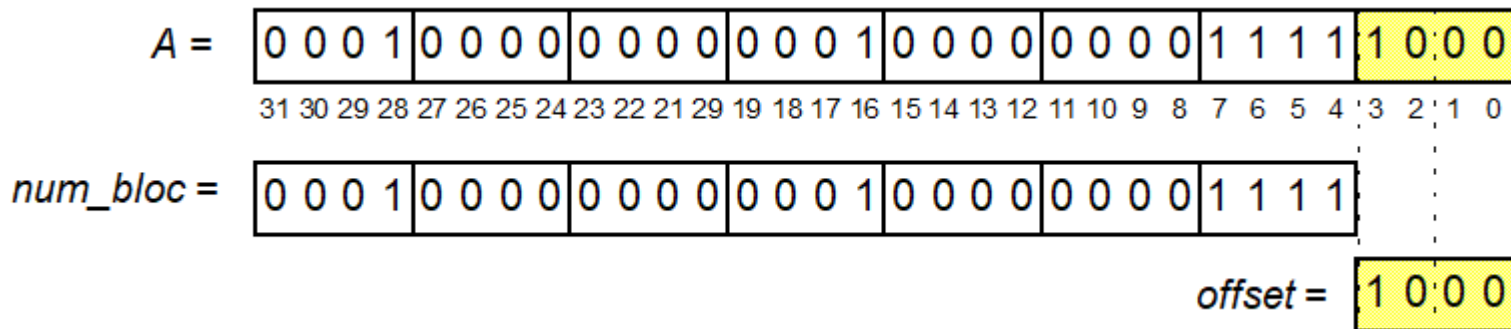 A = 0 0 0 1 0 0 0 0 0 0 0 0 0 0 0 1 0 0 0 0 0 0 0 0 1 1 1 1 1 0 0 0
31 30 29 28 27 26 25 24 23 22 21 29 19 18 17 16 15 14 13 12 11 10 9 8 7 6 5 4 3 2 1 0
num_bloc = 0 0 0 1 0 0 0 0 0 0 0 0 0 0 0 1 0 0 0 0 0 0 0 0 1 1 1 1
offset = 1 0 0 0